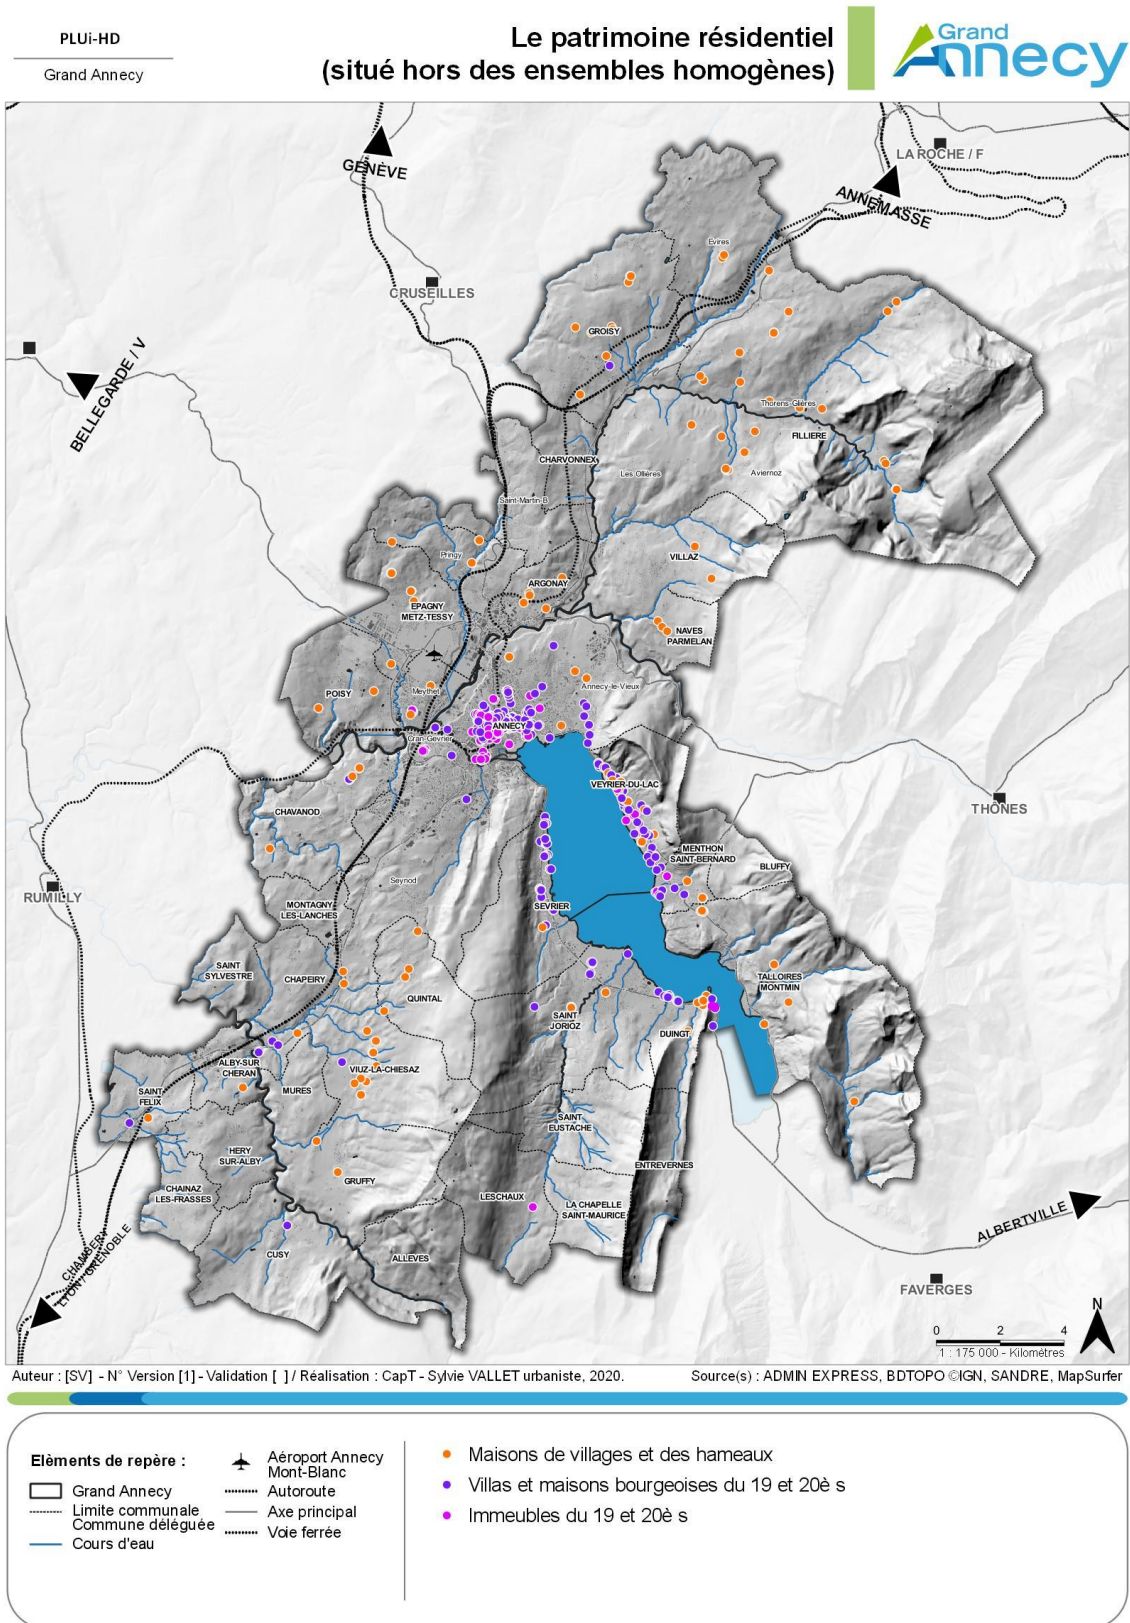 PLUi-HD
Grand Annecy
Le patrimoine résidentiel
(situé hors des ensembles homogènes)
Grand
Annecy
GENÈVE
LA ROCHE / F
ANNEMASSE
Evires
CRUSEILLES
GROISY
BELLEGARDE / V
Thorens-Glières
FILLIERE
CHARVONNEX
Les Ollières
Aviernoz
Saint-Martin-B
Pringy
VILLAZ
ARGONAY
EPAGNY
METZ-TESSY
NAVES
PARMELAN
POISY
Meythet
Annecy-le-Vieux
ANNECY
Cran-Gevrier
VEYRIER-DU-LAC
CHAVANOD
THÔNES
MENTHON
SAINT-BERNARD
BLUFFY
Seynod
RUMILLY
MONTAGNY
LES-LANCHES
SEVRIER
SAINT
SYLVESTRE
CHAPEIRY
TALLOIRES
MONTMIN
QUINTAL
SAINT
JORIOZ
DUINGT
ALBY-SUR
CHERAN
VIUZ-LA-CHIESAZ
MURES
SAINT
FELIX
SAINT
EUSTACHE
HERY
SUR-ALBY
ENTREVERNES
GRUFFY
CHAINAZ
LES-FRASSES
LESCHAUX
LA CHAPELLE
SAINT-MAURICE
ALBERTVILLE
CUSY
ALLEVES
CHAMBERY
LYON / GRENOBLE
FAVERGES
N
0 2 4
1 : 175 000 - Kilomètres
Auteur : [SV] - N° Version [1] - Validation [ ] / Réalisation : CapT - Sylvie VALLET urbaniste, 2020.
Source(s) : ADMIN EXPRESS, BDTOPO ©IGN, SANDRE, MapSurfer
Elèments de repère :
Grand Annecy
Limite communale
Commune déléguée
Cours d'eau
Aéroport Annecy
Mont-Blanc
Autoroute
Axe principal
Voie ferrée
Maisons de villages et des hameaux
Villas et maisons bourgeoises du 19 et 20è s
Immeubles du 19 et 20è s